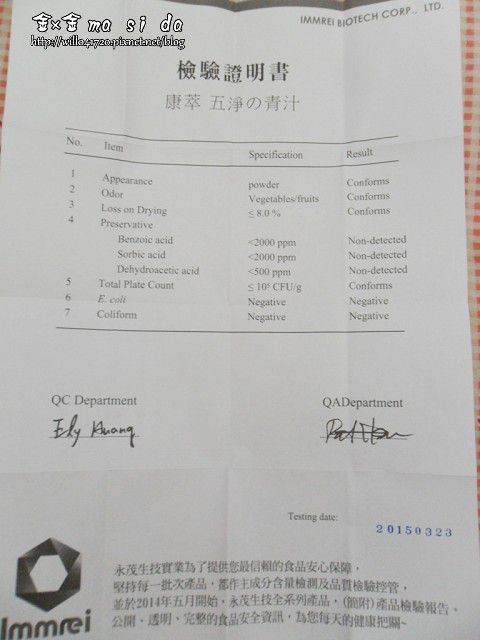 金×金 ma si da
http://will04720.pixnet.net/blog
IMMREI BIOTECH CORP., LTD.
檢驗證明書
康萃 五淨の青汁
No. Item Specification Result
1 Appearance powder Conforms
2 Odor Vegetables/fruits Conforms
3 Loss on Drying ≤ 8.0 % Conforms
4 Preservative
Benzoic acid <2000 ppm Non-detected
Sorbic acid <2000 ppm Non-detected
Dehydroacetic acid <500 ppm Non-detected
5 Total Plate Count ≤ 10⁵ CFU/g Conforms
6 E. coli Negative Negative
7 Coliform Negative Negative
QC Department QADepartment
Ely Huang
Testing date: 20150323
永茂生技實業為了提供您最信賴的食品安心保障，
堅持每一批次產品，都作主成分含量檢測及品質檢驗控管，
並於2014年五月開始，永茂生技全系列產品，(隨附)產品檢驗報告。
公開、透明、完整的食品安全資訊，為您每天的健康把關~
Immrei